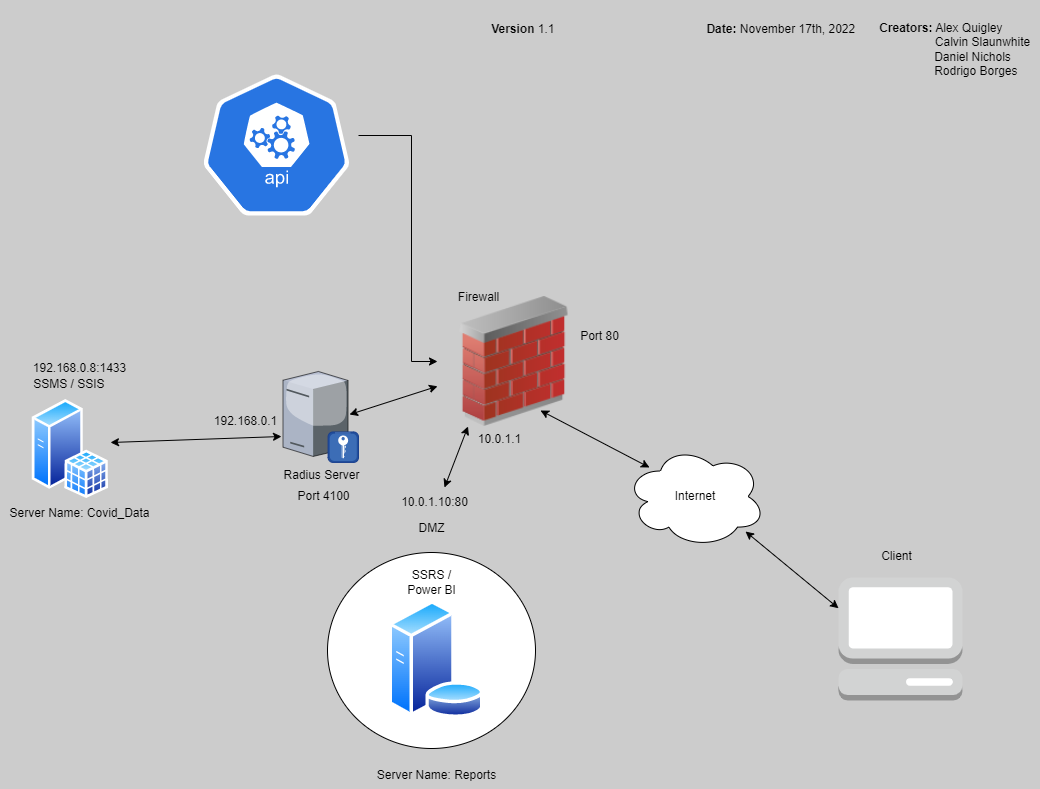 Version 1.1
Date: November 17th, 2022
Creators: Alex Quigley
Calvin Slaunwhite
Daniel Nichols
Rodrigo Borges
api
Firewall
Port 80
192.168.0.8:1433
SSMS / SSIS
192.168.0.1
10.0.1.1
Radius Server
Port 4100
Internet
10.0.1.10:80
Server Name: Covid_Data
DMZ
Client
SSRS /
Power BI
Server Name: Reports